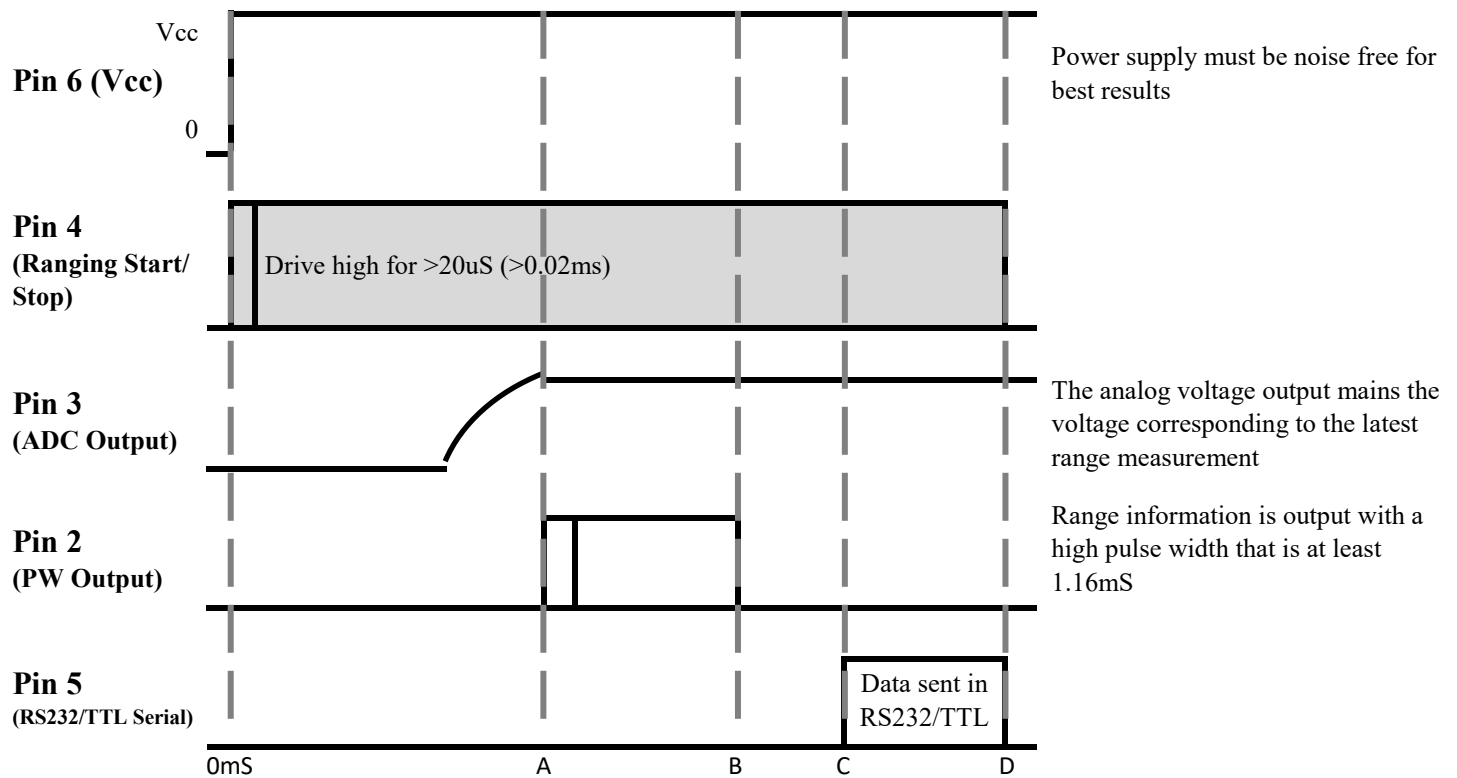 Vcc
Pin 6 (Vcc)
0
Power supply must be noise free for
best results
Pin 4
(Ranging Start/
Stop)
Drive high for >20uS (>0.02ms)
Pin 3
(ADC Output)
The analog voltage output mains the
voltage corresponding to the latest
range measurement
Pin 2
(PW Output)
Range information is output with a
high pulse width that is at least
1.16mS
Pin 5
(RS232/TTL Serial)
Data sent in
RS232/TTL
0mS A B C D